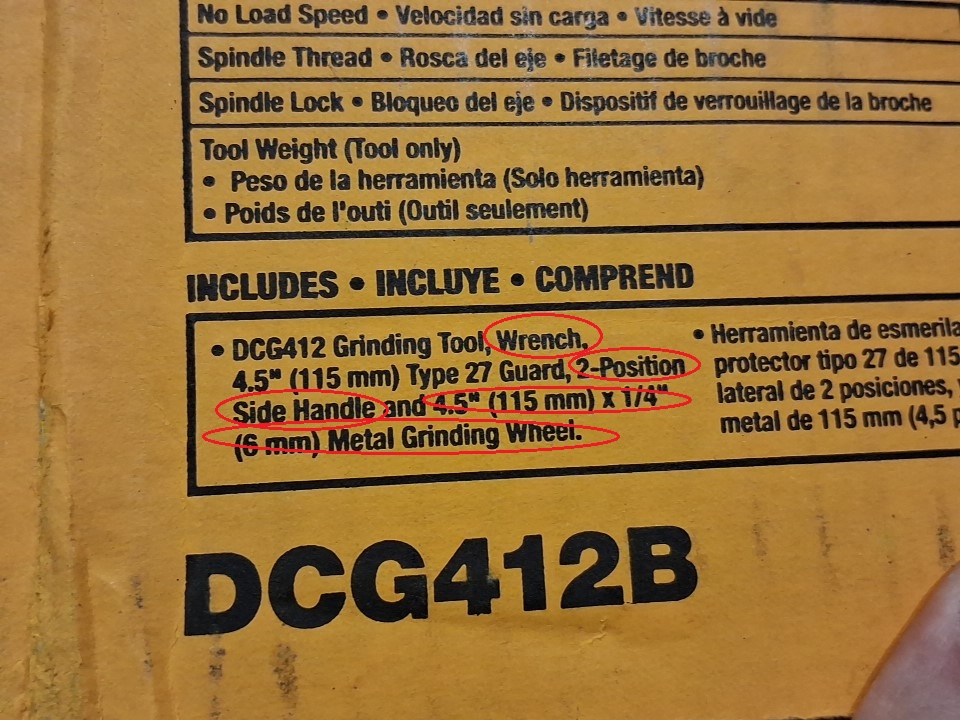 No Load Speed • Velocidad sin carga • Vitesse à vide
Spindle Thread • Rosca del eje • Filetage de broche
Spindle Lock • Bloqueo del eje • Dispositif de verrouillage de la broche
Tool Weight (Tool only)
• Peso de la herramienta (Solo herramienta)
• Poids de l'outi (Outil seulement)
INCLUDES • INCLUYE • COMPREND
• DCG412 Grinding Tool, Wrench,
4.5" (115 mm) Type 27 Guard, 2-Position
Side Handle and 4.5" (115 mm) x 1/4"
(6 mm) Metal Grinding Wheel.
• Herramienta de esmerila
protector tipo 27 de 115
lateral de 2 posiciones,
metal de 115 mm (4,5 p
DCG412B